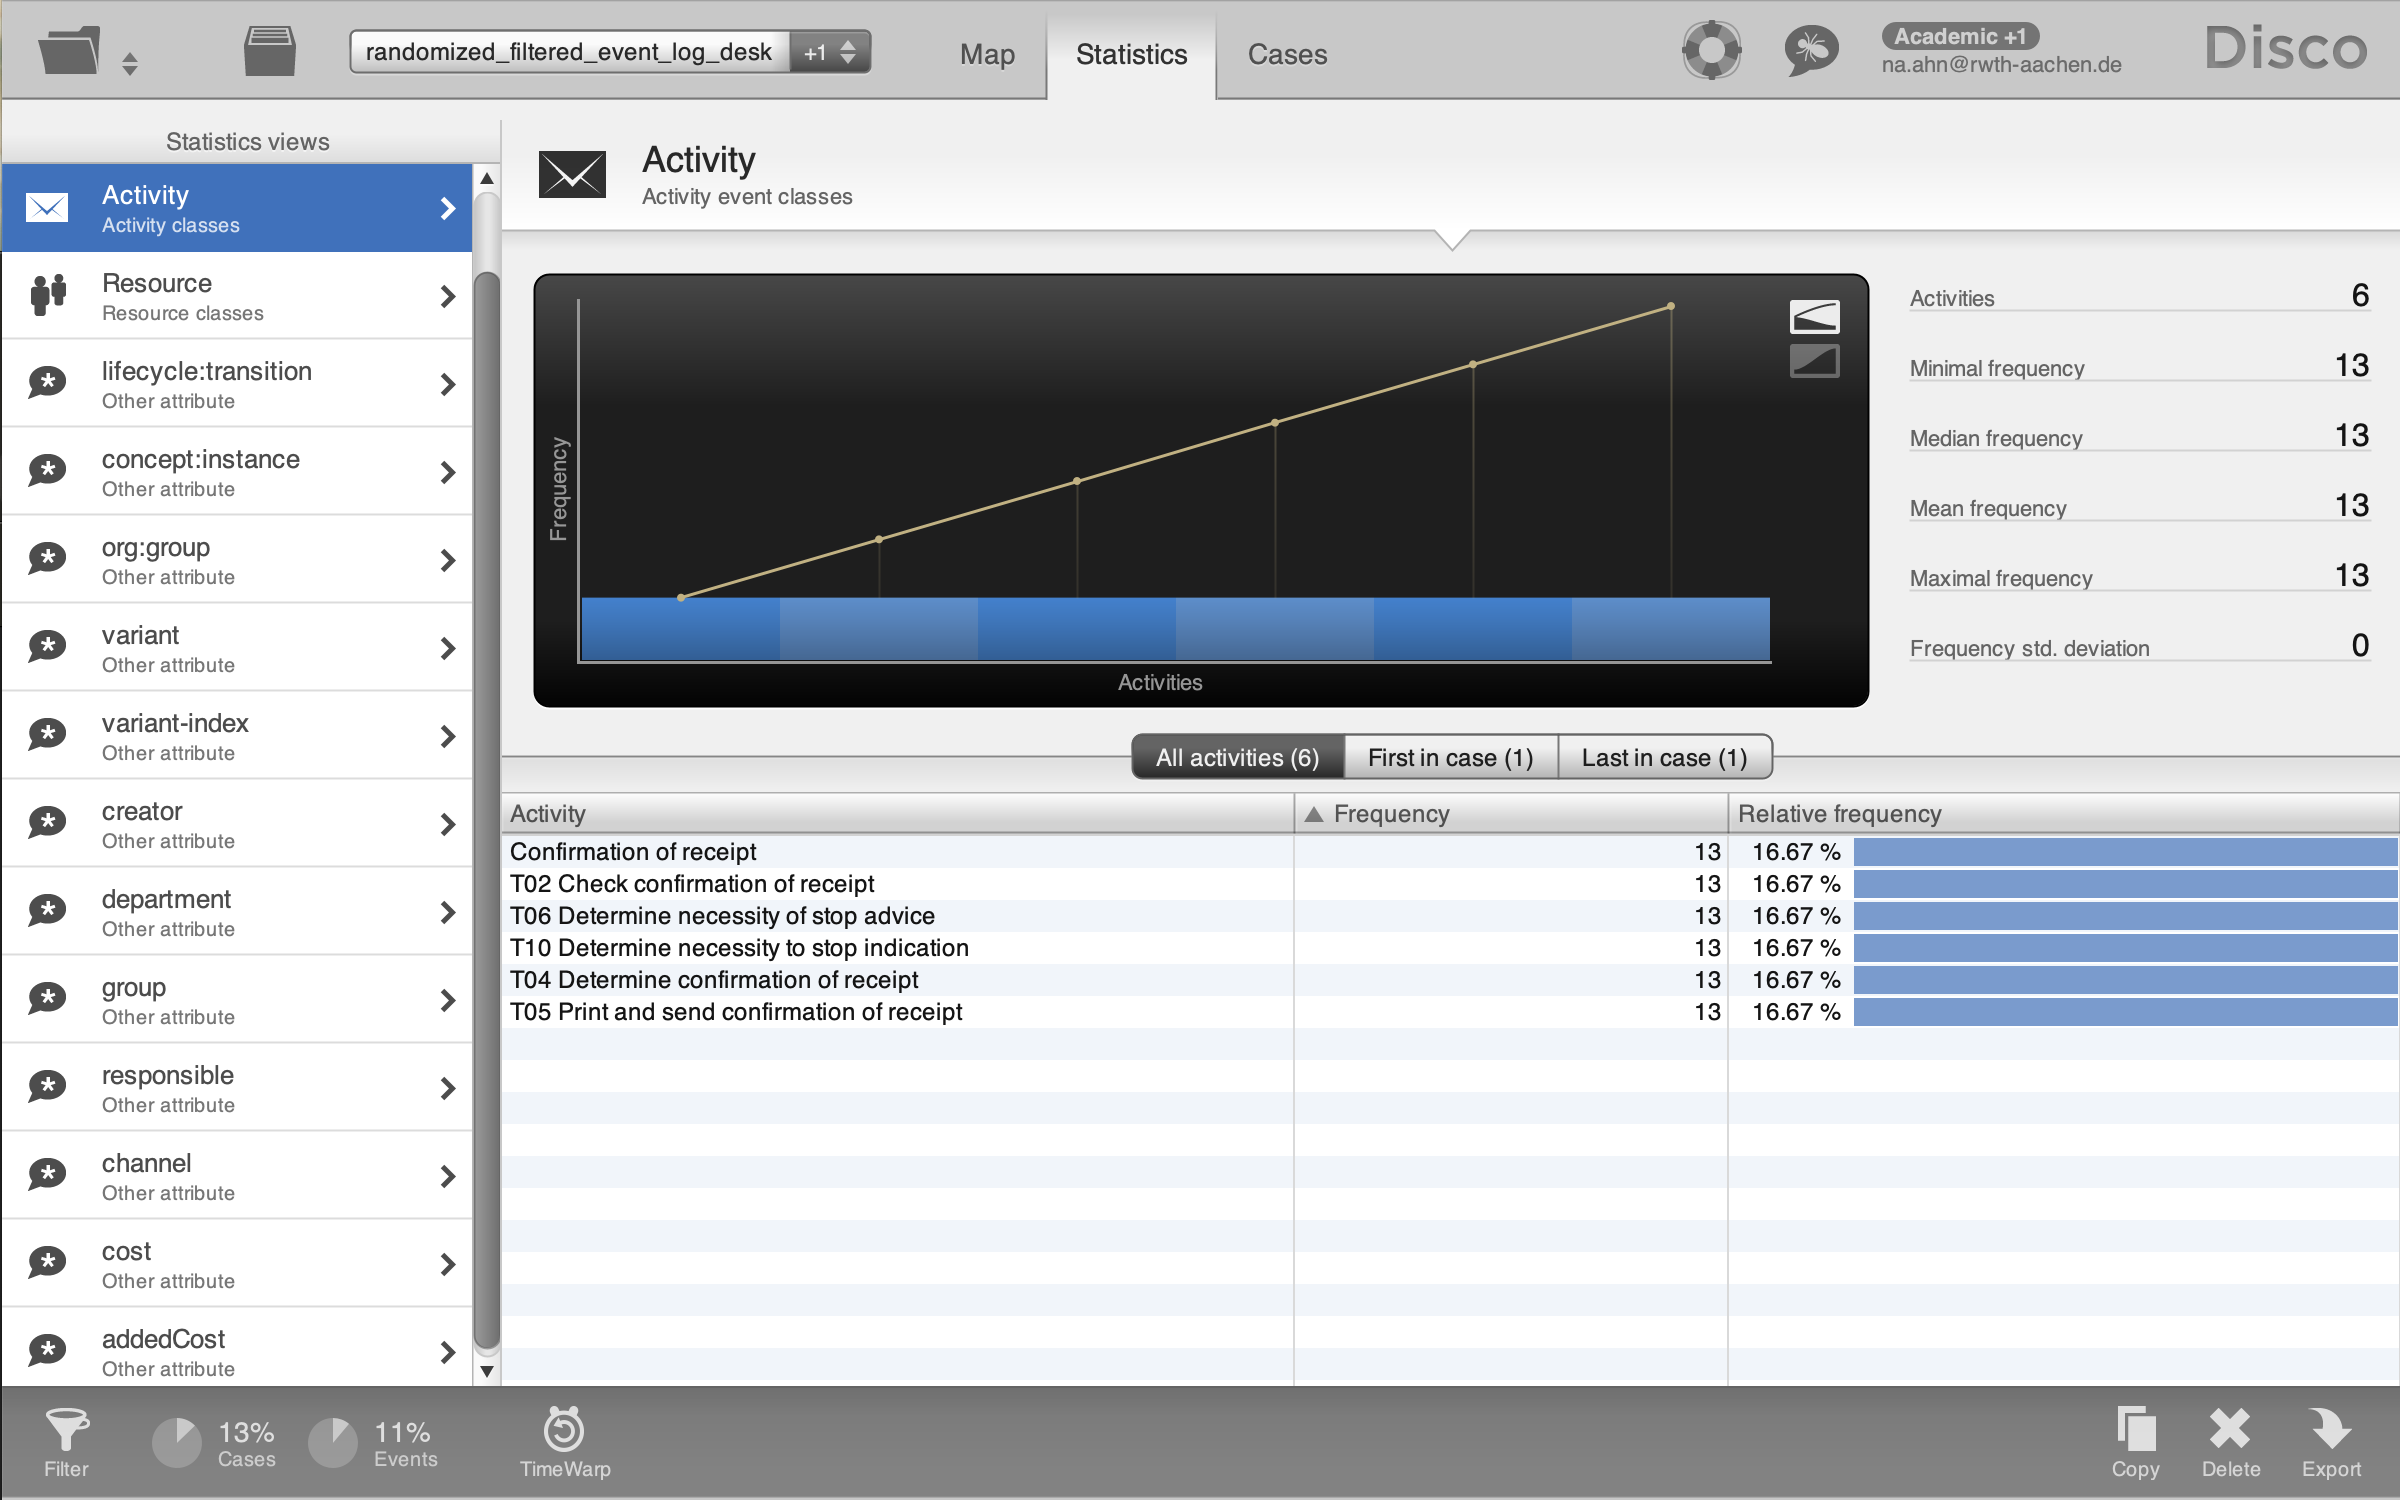 randomized_filtered_event_log_desk +1
Map
Statistics
Cases
Academic +1
na.ahn@rwth-aachen.de
Disco
Statistics views
Activity
Activity classes
Resource
Resource classes
lifecycle:transition
Other attribute
concept:instance
Other attribute
org:group
Other attribute
variant
Other attribute
variant-index
Other attribute
creator
Other attribute
department
Other attribute
group
Other attribute
responsible
Other attribute
channel
Other attribute
cost
Other attribute
addedCost
Other attribute
Activity
Activity event classes
Frequency
Activities
Activities 6
Minimal frequency 13
Median frequency 13
Mean frequency 13
Maximal frequency 13
Frequency std. deviation 0
All activities (6) First in case (1) Last in case (1)
Activity Frequency Relative frequency
Confirmation of receipt 13 16.67 %
T02 Check confirmation of receipt 13 16.67 %
T06 Determine necessity of stop advice 13 16.67 %
T10 Determine necessity to stop indication 13 16.67 %
T04 Determine confirmation of receipt 13 16.67 %
T05 Print and send confirmation of receipt 13 16.67 %
Filter
13%
Cases
11%
Events
TimeWarp
Copy
Delete
Export